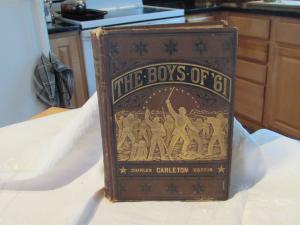 THE·BOYS·OF·'61
CHARLES CARLETON COFFIN